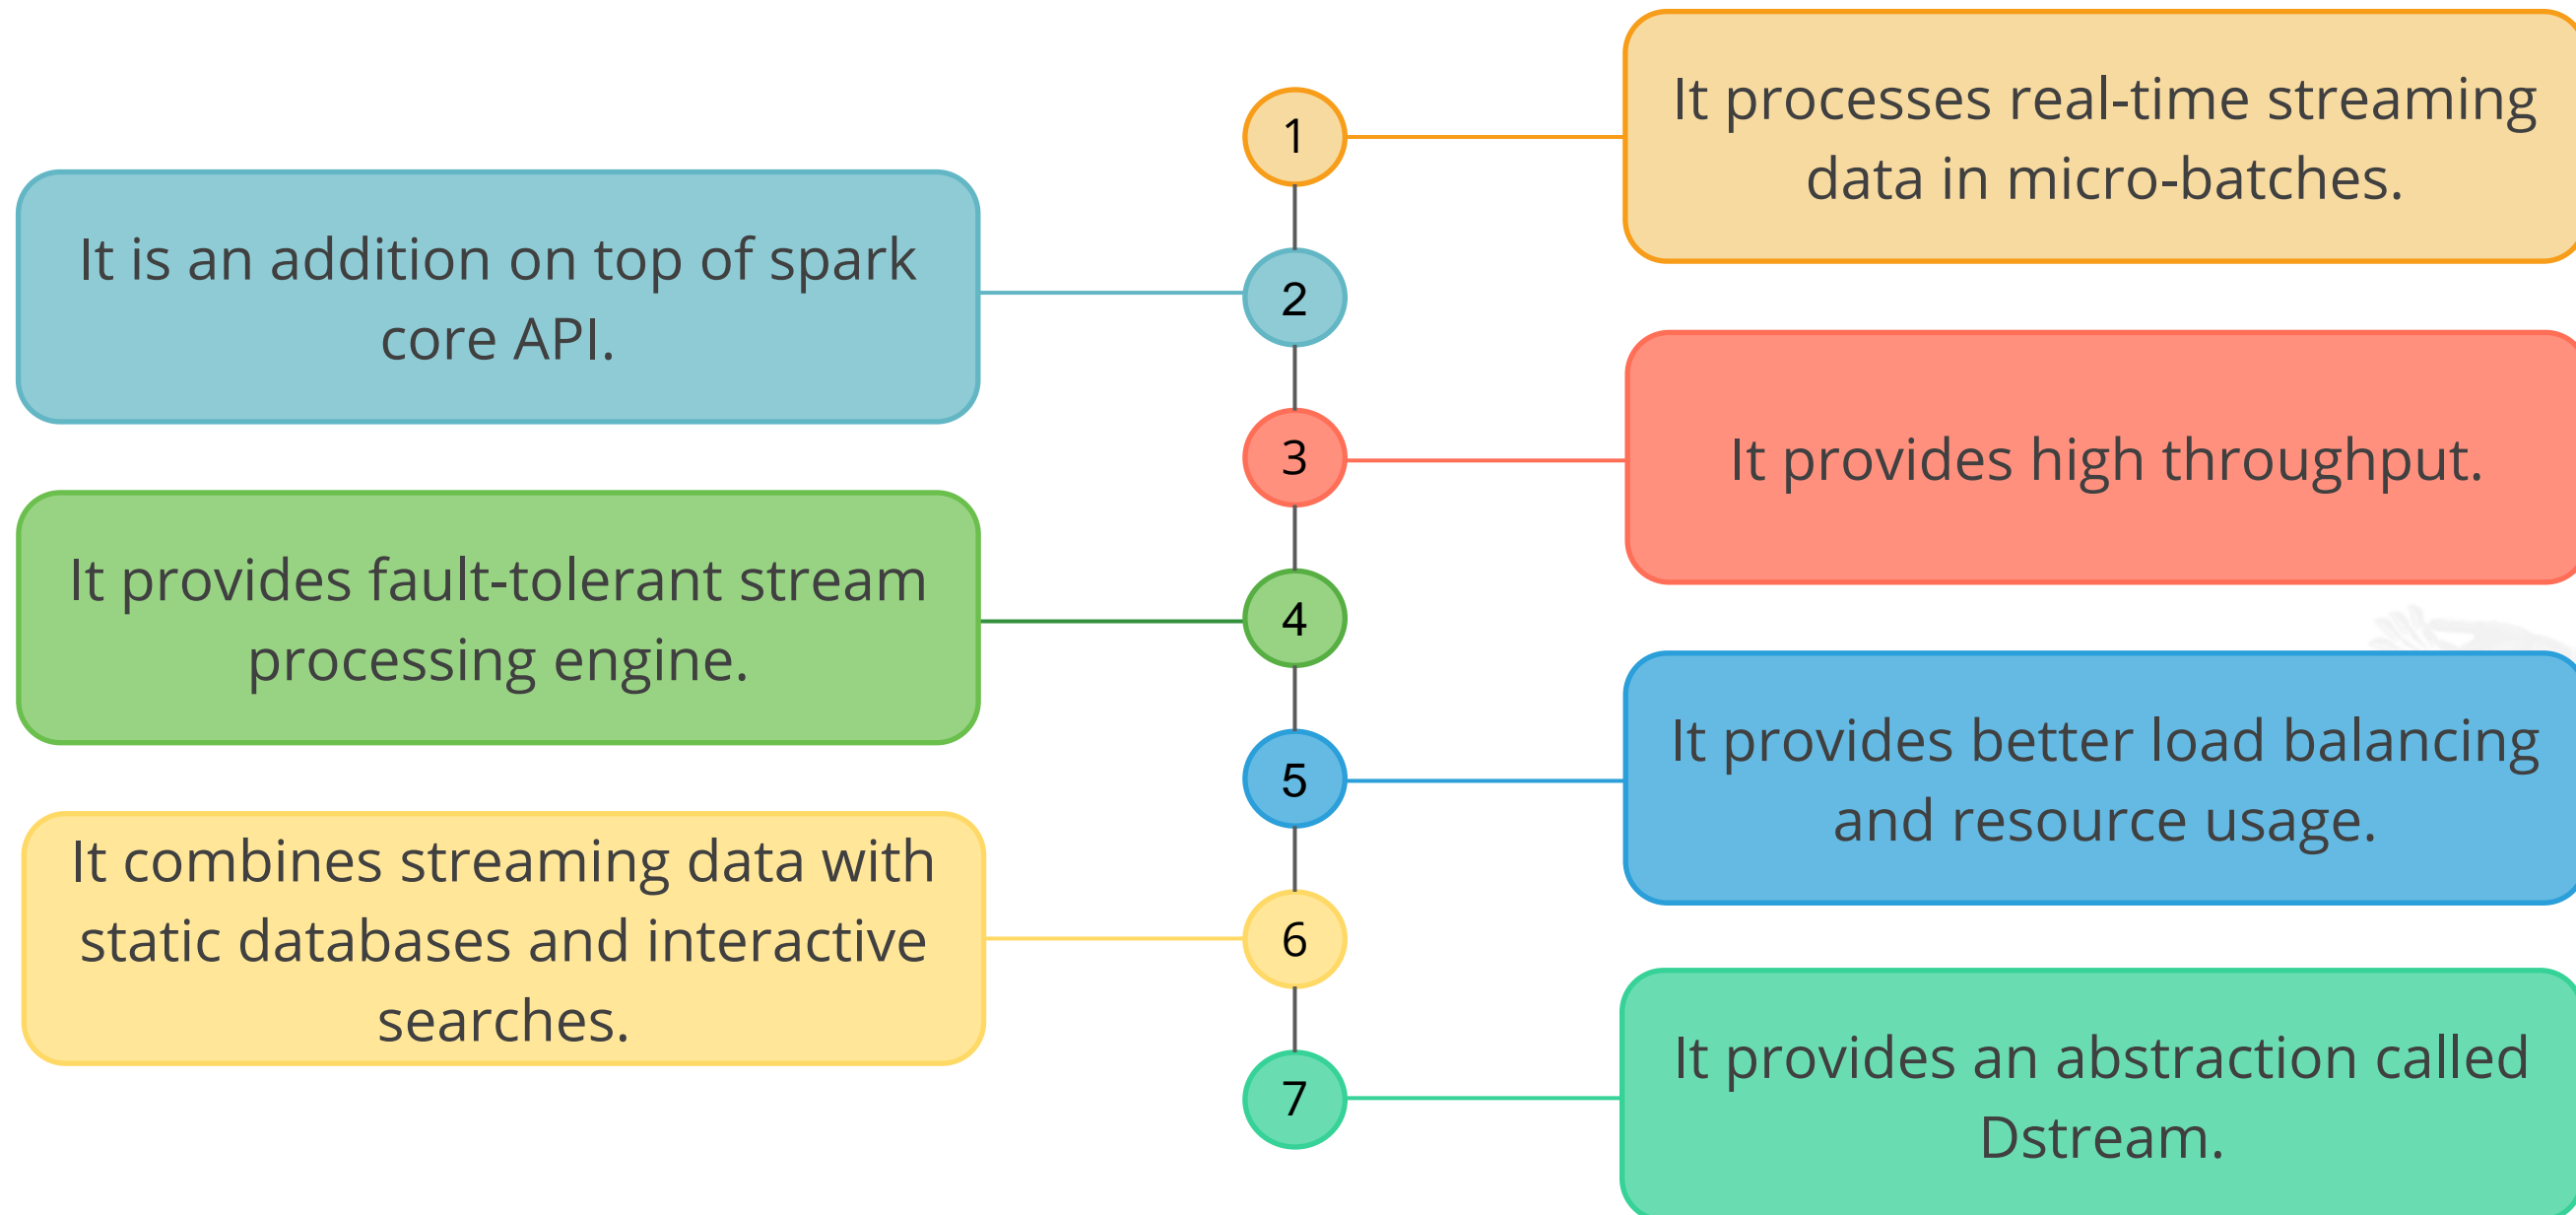 1
It processes real-time streaming
data in micro-batches.
2
It is an addition on top of spark
core API.
3
It provides high throughput.
4
It provides fault-tolerant stream
processing engine.
5
It provides better load balancing
and resource usage.
6
It combines streaming data with
static databases and interactive
searches.
7
It provides an abstraction called
Dstream.